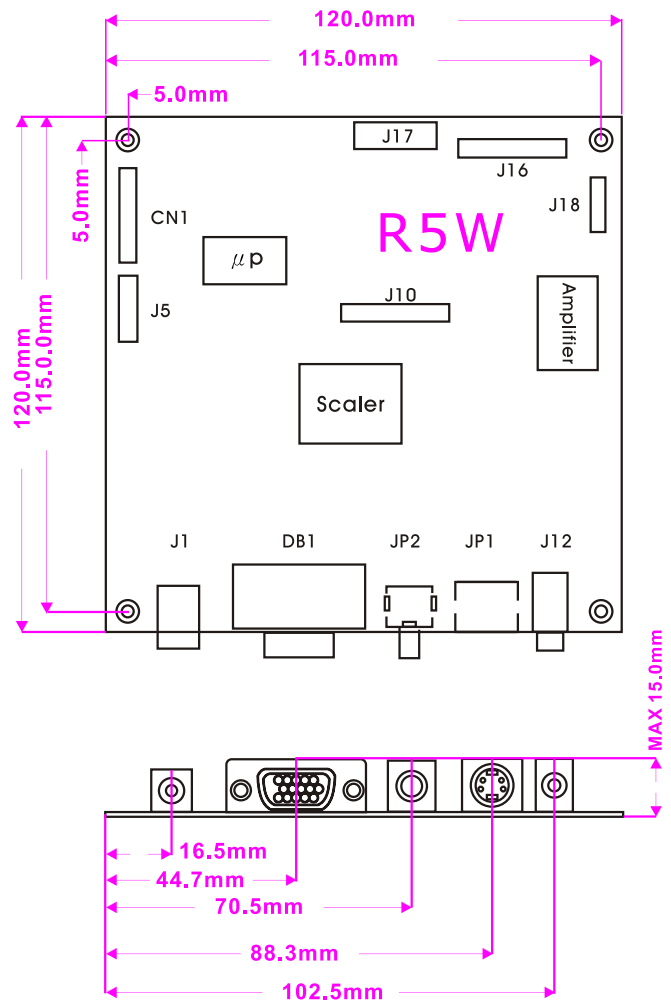 120.0mm
115.0mm
5.0mm
J17
J16
J18
5.0mm
CN1
R5W
μp
J10
J5
Amplifier
120.0mm
115.0.0mm
Scaler
J1
DB1
JP2
JP1
J12
MAX 15.0mm
16.5mm
44.7mm
70.5mm
88.3mm
102.5mm